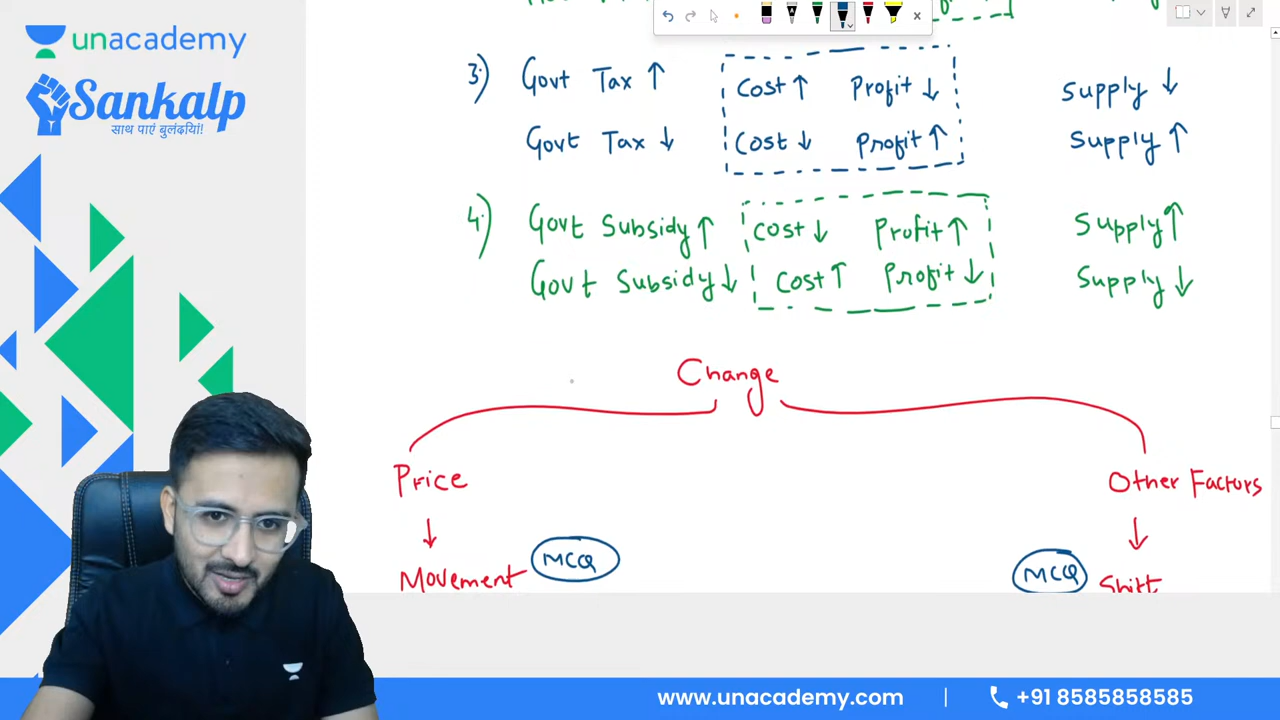 unacademy
Sankalp
साथ पाएं बुलंदियां!
3.) Govt Tax ↑ Cost ↑ Profit ↓ Supply ↓
Govt Tax ↓ Cost ↓ Profit ↑ Supply ↑
4.) Govt Subsidy ↑ Cost ↓ Profit ↑ Supply ↑
Govt Subsidy ↓ Cost ↑ Profit ↓ Supply ↓
Change
Price Other Factors
↓ ↓
Movement MCQ MCQ Shift
www.unacademy.com | +91 8585858585